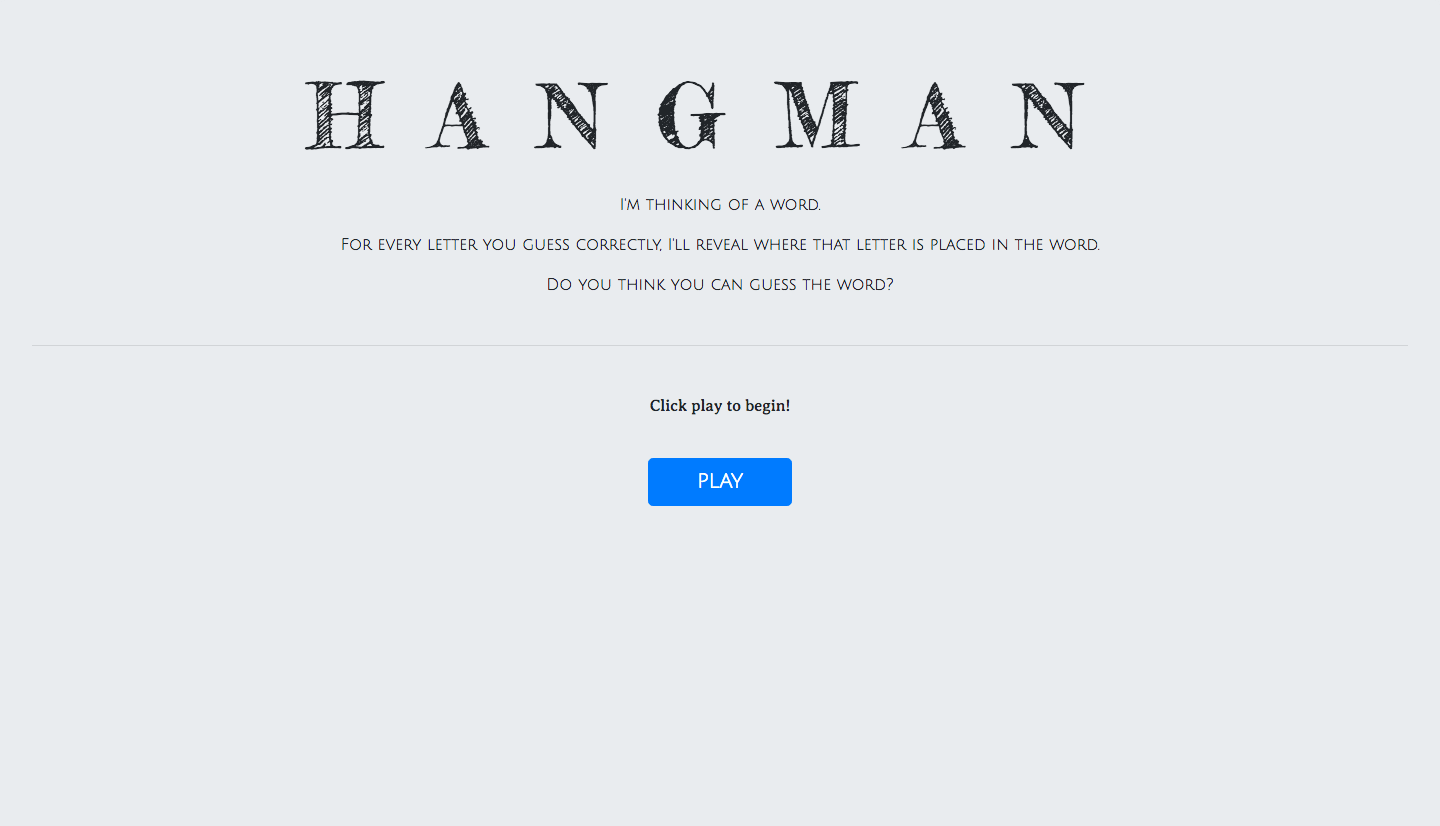 HANGMAN
I'm thinking of a word.
For every letter you guess correctly, I'll reveal where that letter is placed in the word.
Do you think you can guess the word?
Click play to begin!
PLAY